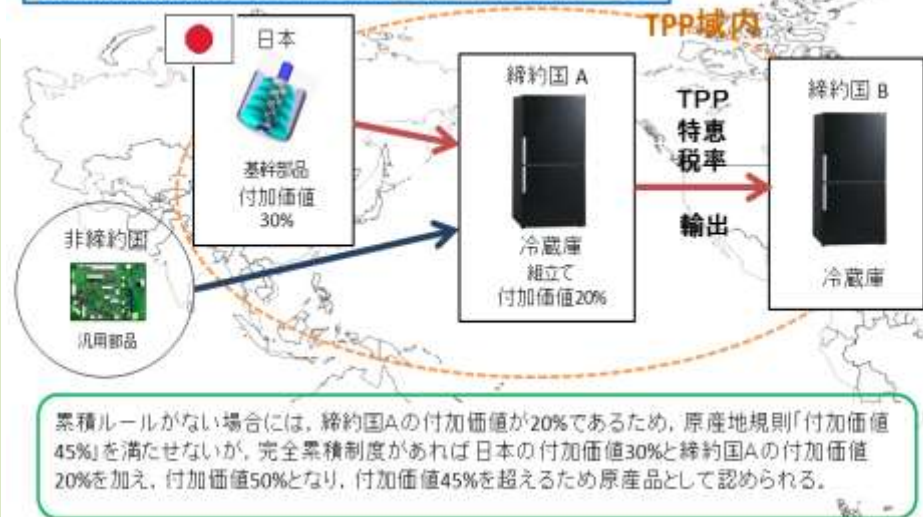 TPP域内
日本
基幹部品
付加価値
30%
非締約国
汎用部品
締約国 A
冷蔵庫
組立て
付加価値20%
TPP
特恵
税率
輸出
締約国 B
冷蔵庫
累積ルールがない場合には，締約国Aの付加価値が20%であるため，原産地規則「付加価値
45%」を満たせないが，完全累積制度があれば日本の付加価値30%と締約国Aの付加価値
20%を加え，付加価値50%となり，付加価値45%を超えるため原産品として認められる。